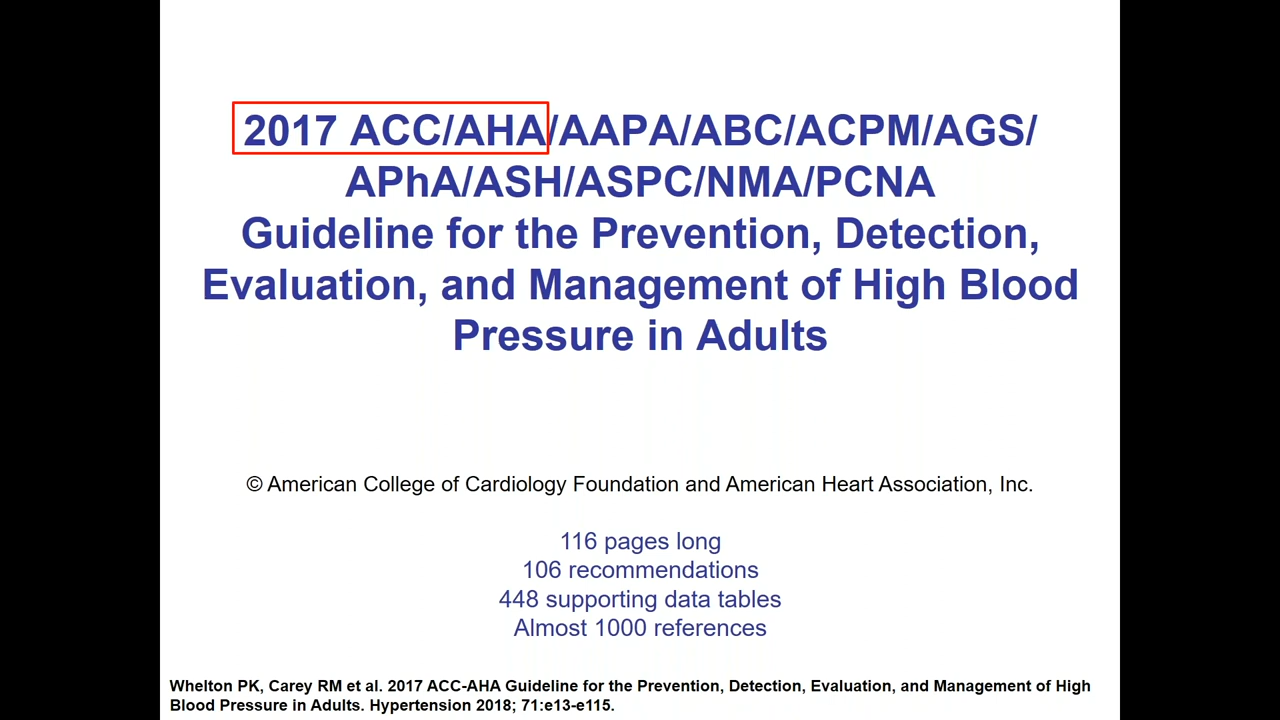 2017 ACC/AHA/AAPA/ABC/ACPM/AGS/
APhA/ASH/ASPC/NMA/PCNA
Guideline for the Prevention, Detection,
Evaluation, and Management of High Blood
Pressure in Adults
© American College of Cardiology Foundation and American Heart Association, Inc.
116 pages long
106 recommendations
448 supporting data tables
Almost 1000 references
Whelton PK, Carey RM et al. 2017 ACC-AHA Guideline for the Prevention, Detection, Evaluation, and Management of High
Blood Pressure in Adults. Hypertension 2018; 71:e13-e115.